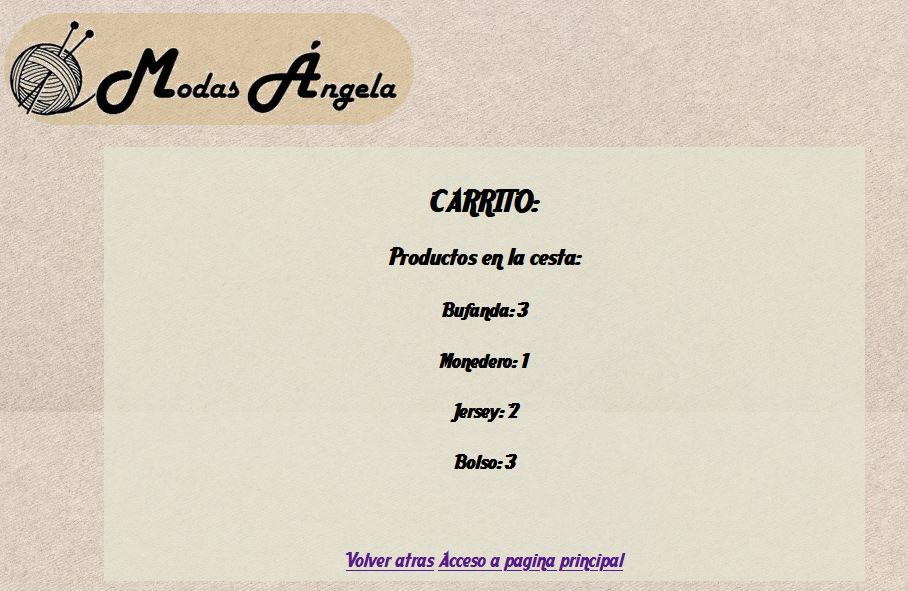 Modas Ángela
CARRITO:
Productos en la cesta:
Bufanda: 3
Monedero: 1
Jersey: 2
Bolso: 3
Volver atras Acceso a pagina principal